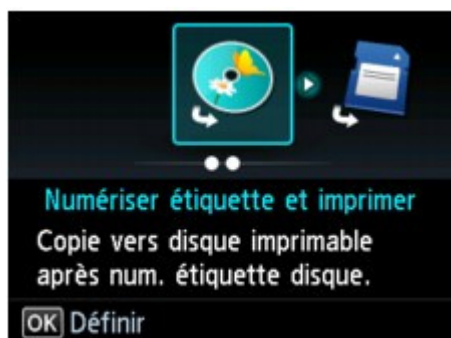 Numériser étiquette et imprimer
Copie vers disque imprimable
après num. étiquette disque.
OK Définir